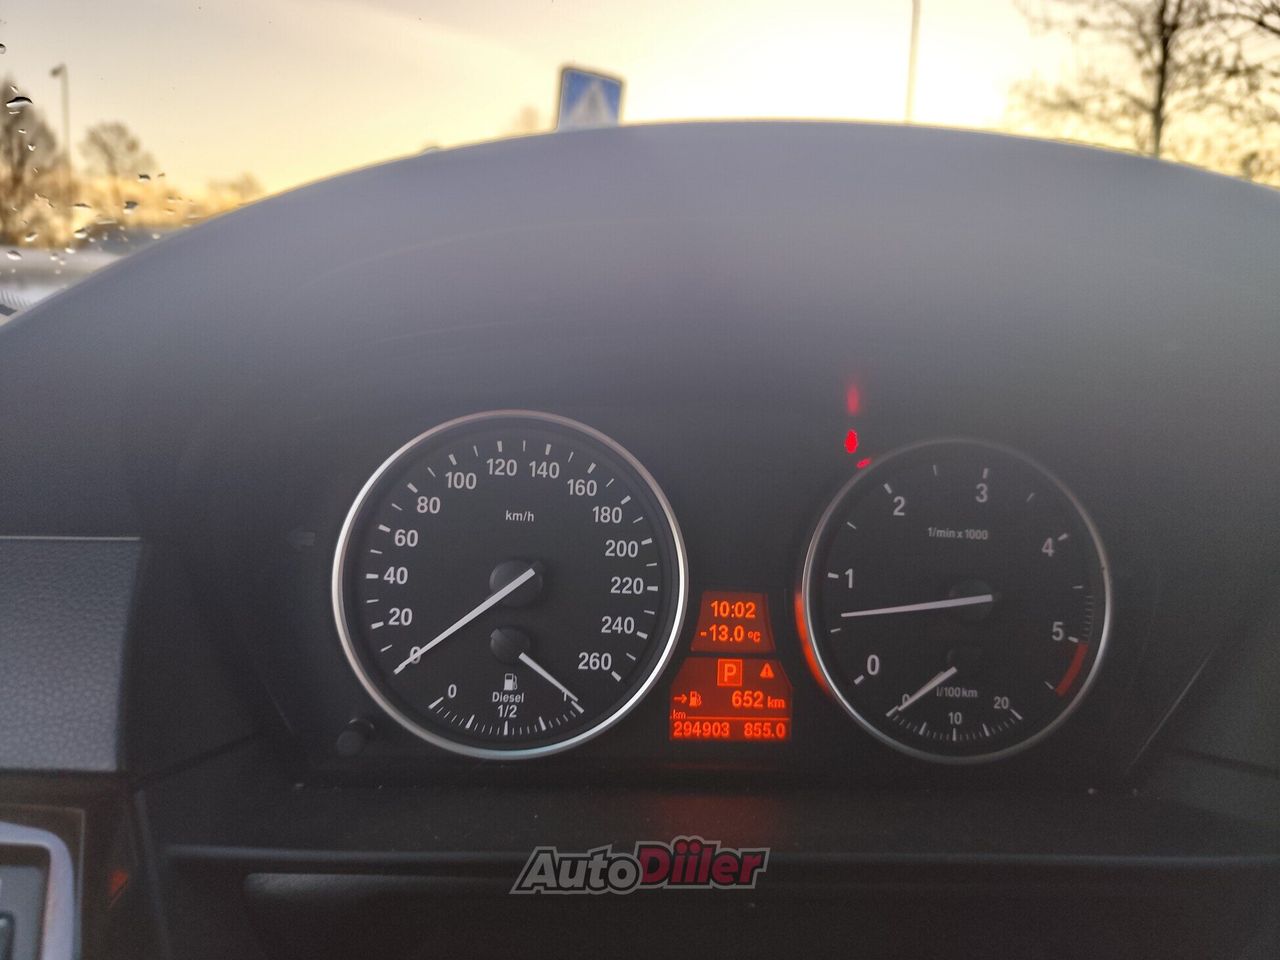 120 140
100 160
80 180
60 200
40 220
20 240
0 260
km/h
0 1
Diesel
1/2
10:02
-13.0 °C
P
652 km
km
294903 855.0
2 3
1 4
0 5
1/min x 1000
0 l/100km 20
10
AutoDiiler